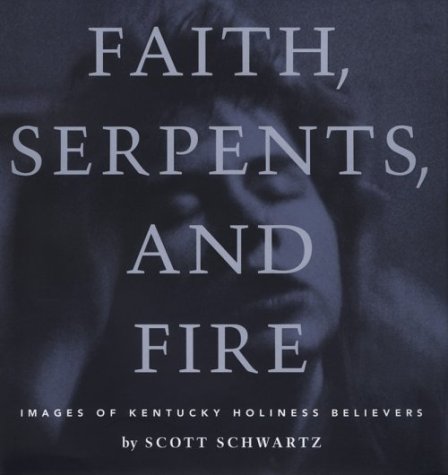 FAITH,
SERPENTS,
AND
FIRE
IMAGES OF KENTUCKY HOLINESS BELIEVERS
by SCOTT SCHWARTZ